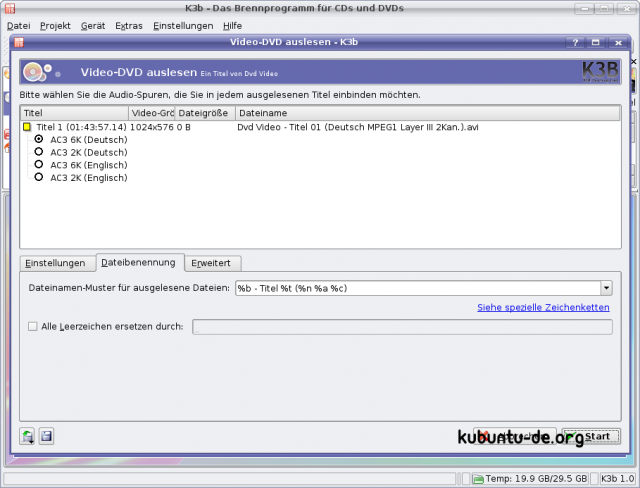 K3b - Das Brennprogramm für CDs und DVDs
Datei Projekt Gerät Extras Einstellungen Hilfe
Video-DVD auslesen - K3b
Video-DVD auslesen Ein Titel von Dvd Video K3B
Bitte wählen Sie die Audio-Spuren, die Sie in jedem ausgelesenen Titel einbinden möchten.
Titel Video-Grö Dateigröße Dateiname
Titel 1 (01:43:57.14) 1024x576 0 B Dvd Video - Titel 01 (Deutsch MPEG1 Layer III 2Kan.).avi
AC3 6K (Deutsch)
AC3 2K (Deutsch)
AC3 6K (Englisch)
AC3 2K (Englisch)
Einstellungen Dateibenennung Erweitert
Dateinamen-Muster für ausgelesene Dateien: %b - Titel %t (%n %a %c)
Siehe spezielle Zeichenketten
Alle Leerzeichen ersetzen durch: _
kubuntu-de.org Start
Temp: 19.9 GB/29.5 GB K3b 1.0